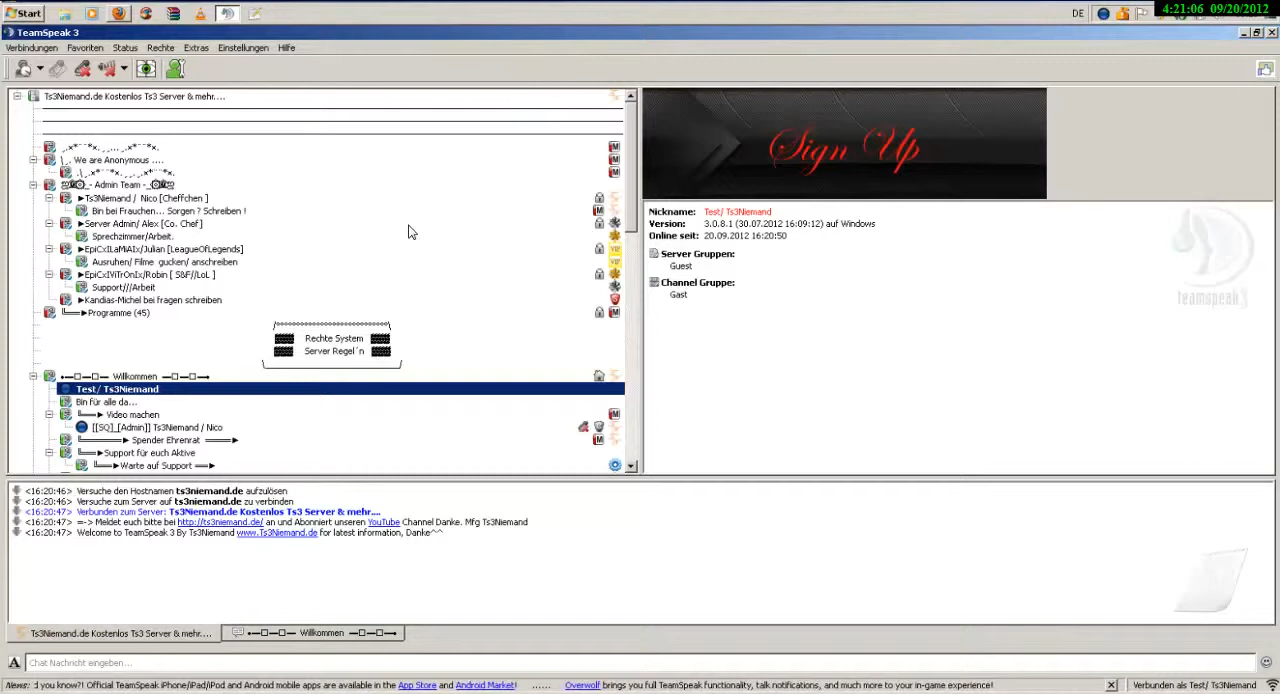 Start
DE
4:21:06 09/20/2012
TeamSpeak 3
Verbindungen Favoriten Status Rechte Extras Einstellungen Hilfe
Ts3Niemand.de Kostenlos Ts3 Server & mehr....
We are Anonymous ....
- Admin Team -
►Ts3Niemand / Nico [Cheffchen ]
Bin bei Frauchen... Sorgen ? Schreiben !
►Server Admin/ Alex [Co. Chef ]
Sprechzimmer/Arbeit.
►EpiCxILaMiAIx/Julian [LeagueOfLegends]
Ausruhen/ Filme gucken/ anschreiben
►EpiCxIViTrOnIx/Robin [ S&F//LoL ]
Support///Arbeit
►Kandias-Michel bei fragen schreiben
╚══►Programme (45)
Rechte System
Server Regel´n
•—□—□— Willkommen —□—□—•
Test/ Ts3Niemand
Bin für alle da...
╚══► Video machen
[[SQ]_[Admin]] Ts3Niemand / Nico
╚═════► Spender Ehrenrat ════►
╚══►Support für euch Aktive
╚══►Warte auf Support ══►
Sign Up
Nickname: Test/ Ts3Niemand
Version: 3.0.8.1 (30.07.2012 16:09:12) auf Windows
Online seit: 20.09.2012 16:20:50
Server Gruppen:
Guest
Channel Gruppe:
Gast
teamspeak
<16:20:46> Versuche den Hostnamen ts3niemand.de aufzulösen
<16:20:46> Versuche zum Server auf ts3niemand.de zu verbinden
<16:20:47> Verbunden zum Server: Ts3Niemand.de Kostenlos Ts3 Server & mehr....
<16:20:47> =-> Meldet euch bitte bei http://ts3niemand.de/ an und Abonniert unseren YouTube Channel Danke. Mfg Ts3Niemand
<16:20:47> Welcome to TeamSpeak 3 By Ts3Niemand www.Ts3Niemand.de for latest information, Danke^^
Ts3Niemand.de Kostenlos Ts3 Server & mehr.... •—□—□— Willkommen —□—□—•
Chat Nachricht eingeben...
News: d you know?! Official TeamSpeak iPhone/iPad/iPod and Android mobile apps are available in the App Store and Android Market! ...... Overwolf brings you full TeamSpeak functionality, talk notifications, and much more to your in-game experience! Verbunden als Test/ Ts3Niemand